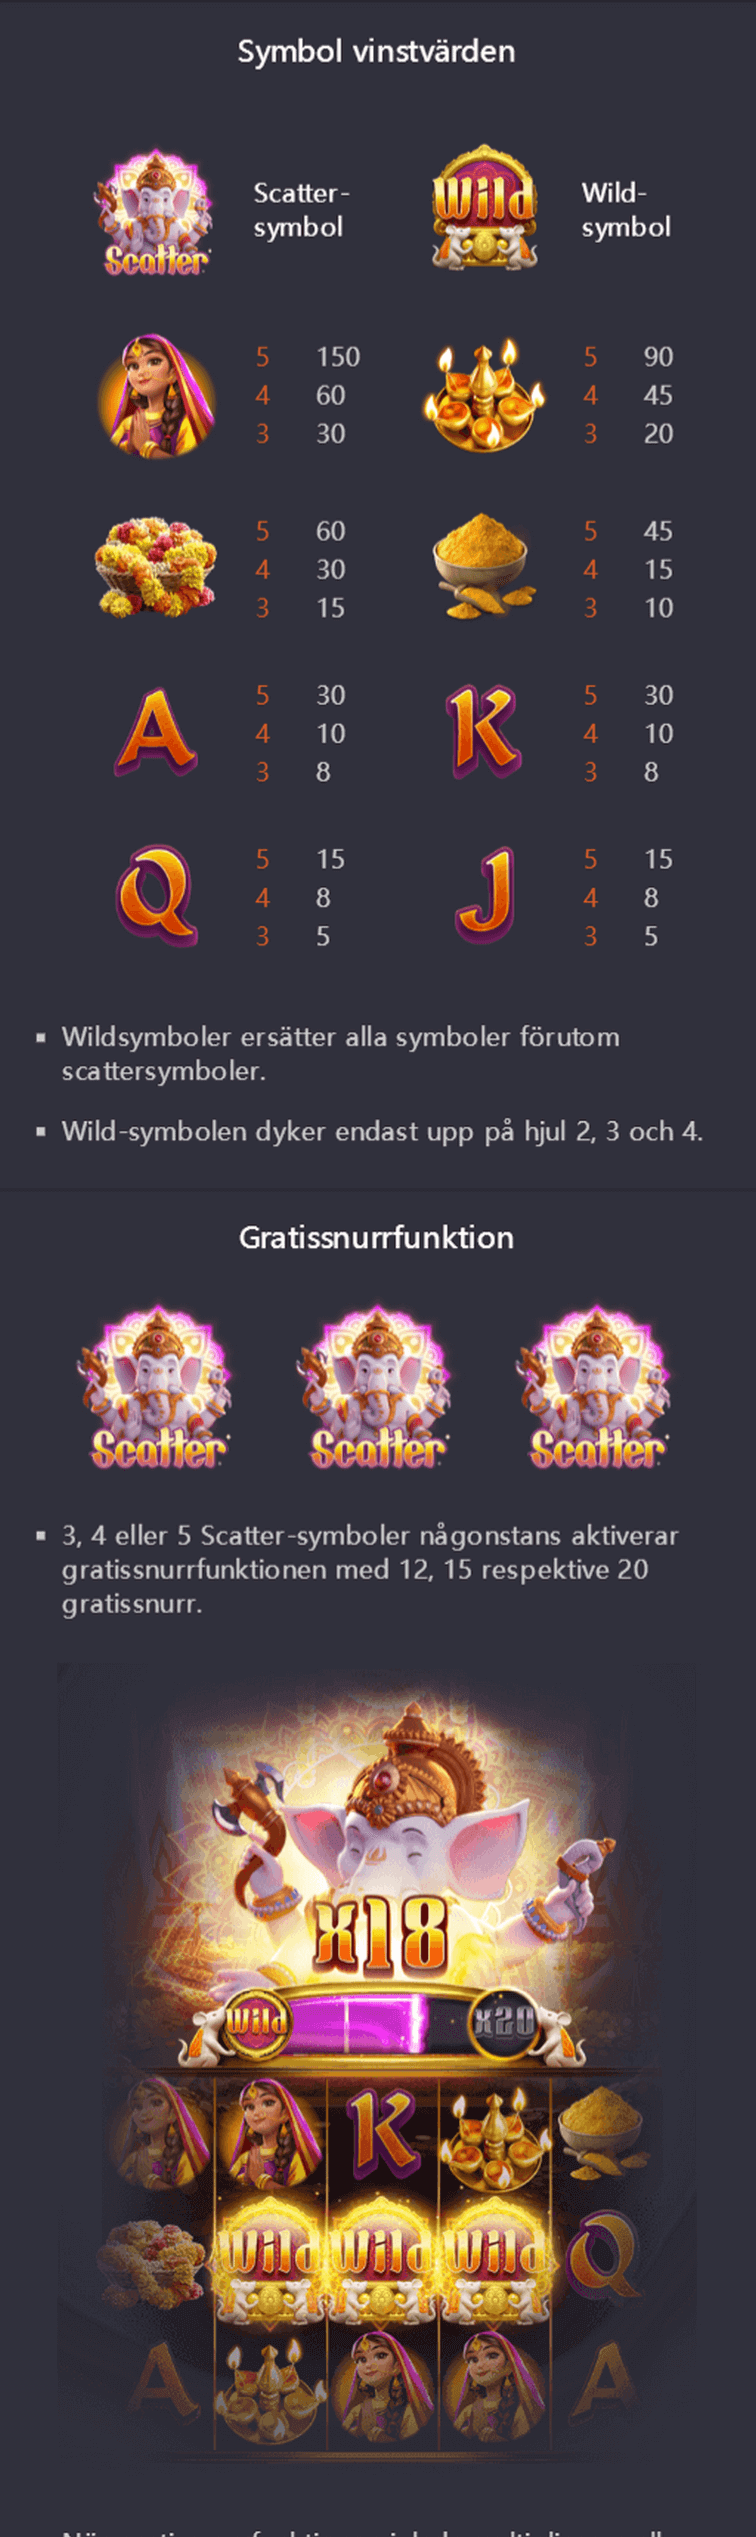 Symbol vinstvärden
Scatter-
symbol
Scatter
Wild
Wild-
symbol
5 150
4 60
3 30
5 90
4 45
3 20
5 60
4 30
3 15
5 45
4 15
3 10
A
5 30
4 10
3 8
K
5 30
4 10
3 8
Q
5 15
4 8
3 5
J
5 15
4 8
3 5
Wildsymboler ersätter alla symboler förutom
scattersymboler.
Wild-symbolen dyker endast upp på hjul 2, 3 och 4.
Gratissnurrfunktion
Scatter Scatter Scatter
3, 4 eller 5 Scatter-symboler någonstans aktiverar
gratissnurrfunktionen med 12, 15 respektive 20
gratissnurr.
x18
Wild x20
K
Wild Wild Wild Q
A A